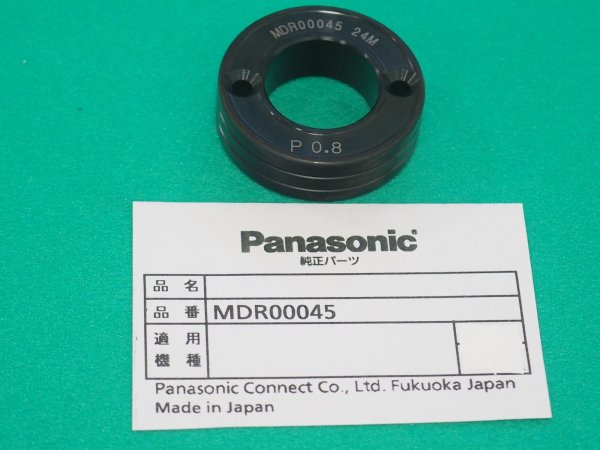 MDR00045 24M
P 0.8
Panasonic
純正パーツ
品名
品番 MDR00045
適用
機種
Panasonic Connect Co., Ltd. Fukuoka Japan
Made in Japan